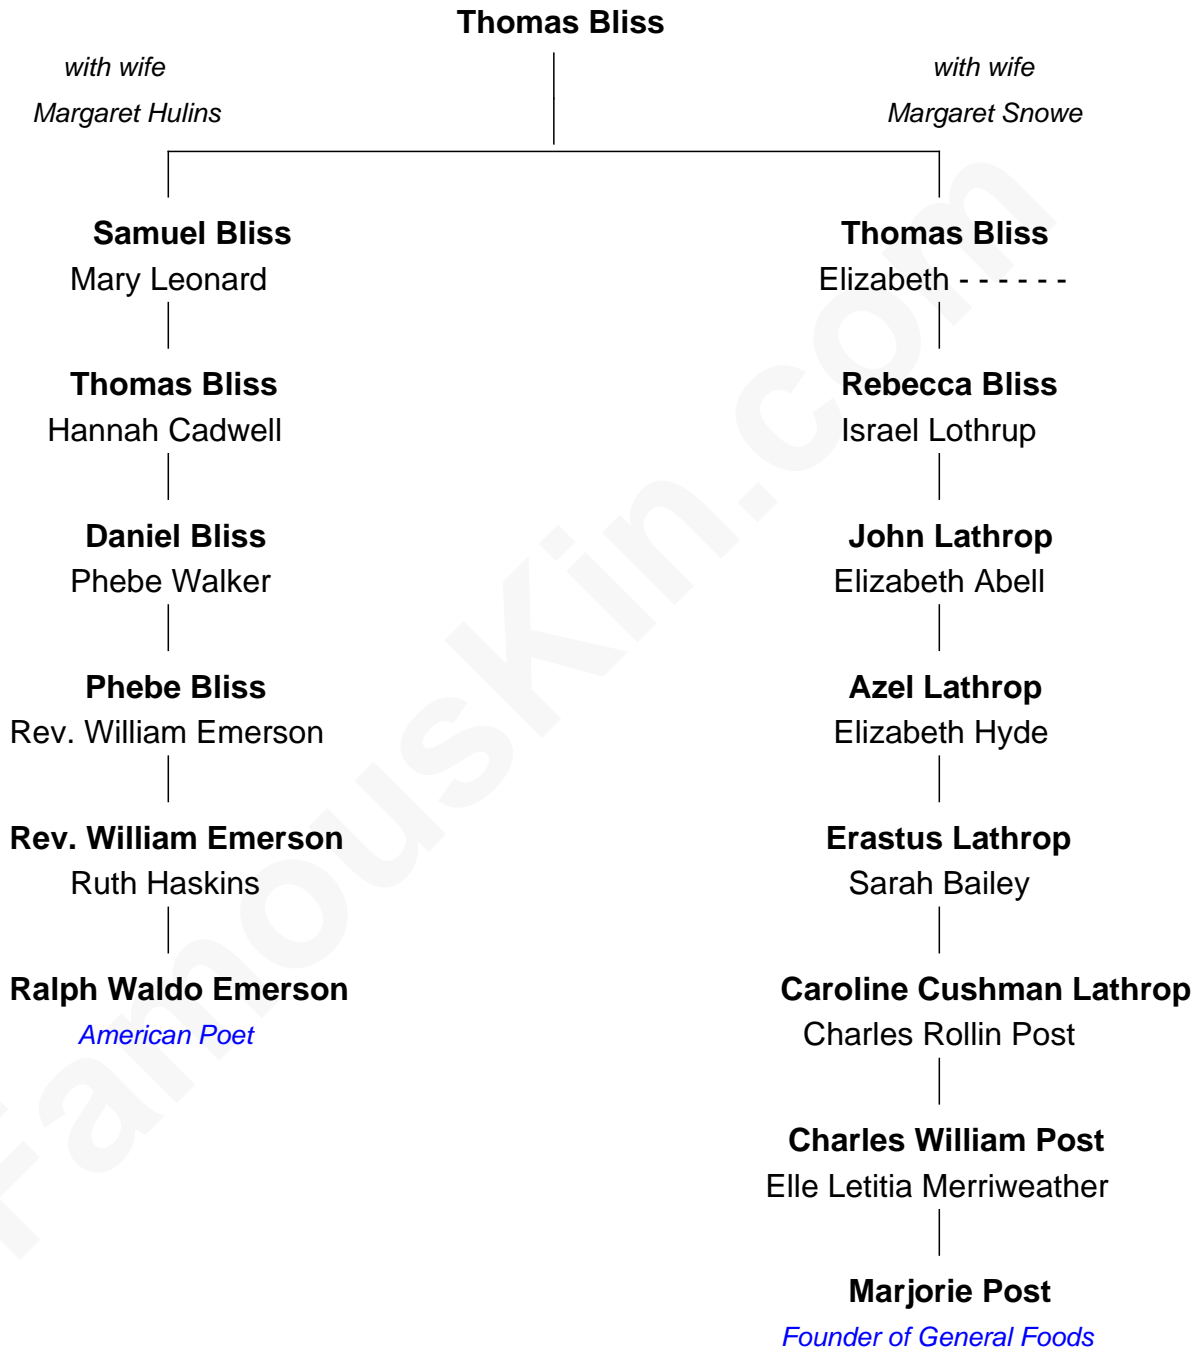 Thomas Bliss
with wife
Margaret Hulins
with wife
Margaret Snowe
Samuel Bliss
Mary Leonard
Thomas Bliss
Elizabeth - - - - - -
Thomas Bliss
Hannah Cadwell
Rebecca Bliss
Israel Lothrup
Daniel Bliss
Phebe Walker
John Lathrop
Elizabeth Abell
Phebe Bliss
Rev. William Emerson
Azel Lathrop
Elizabeth Hyde
Rev. William Emerson
Ruth Haskins
Erastus Lathrop
Sarah Bailey
Ralph Waldo Emerson
American Poet
Caroline Cushman Lathrop
Charles Rollin Post
Charles William Post
Elle Letitia Merriweather
Marjorie Post
Founder of General Foods
FamousKin.com